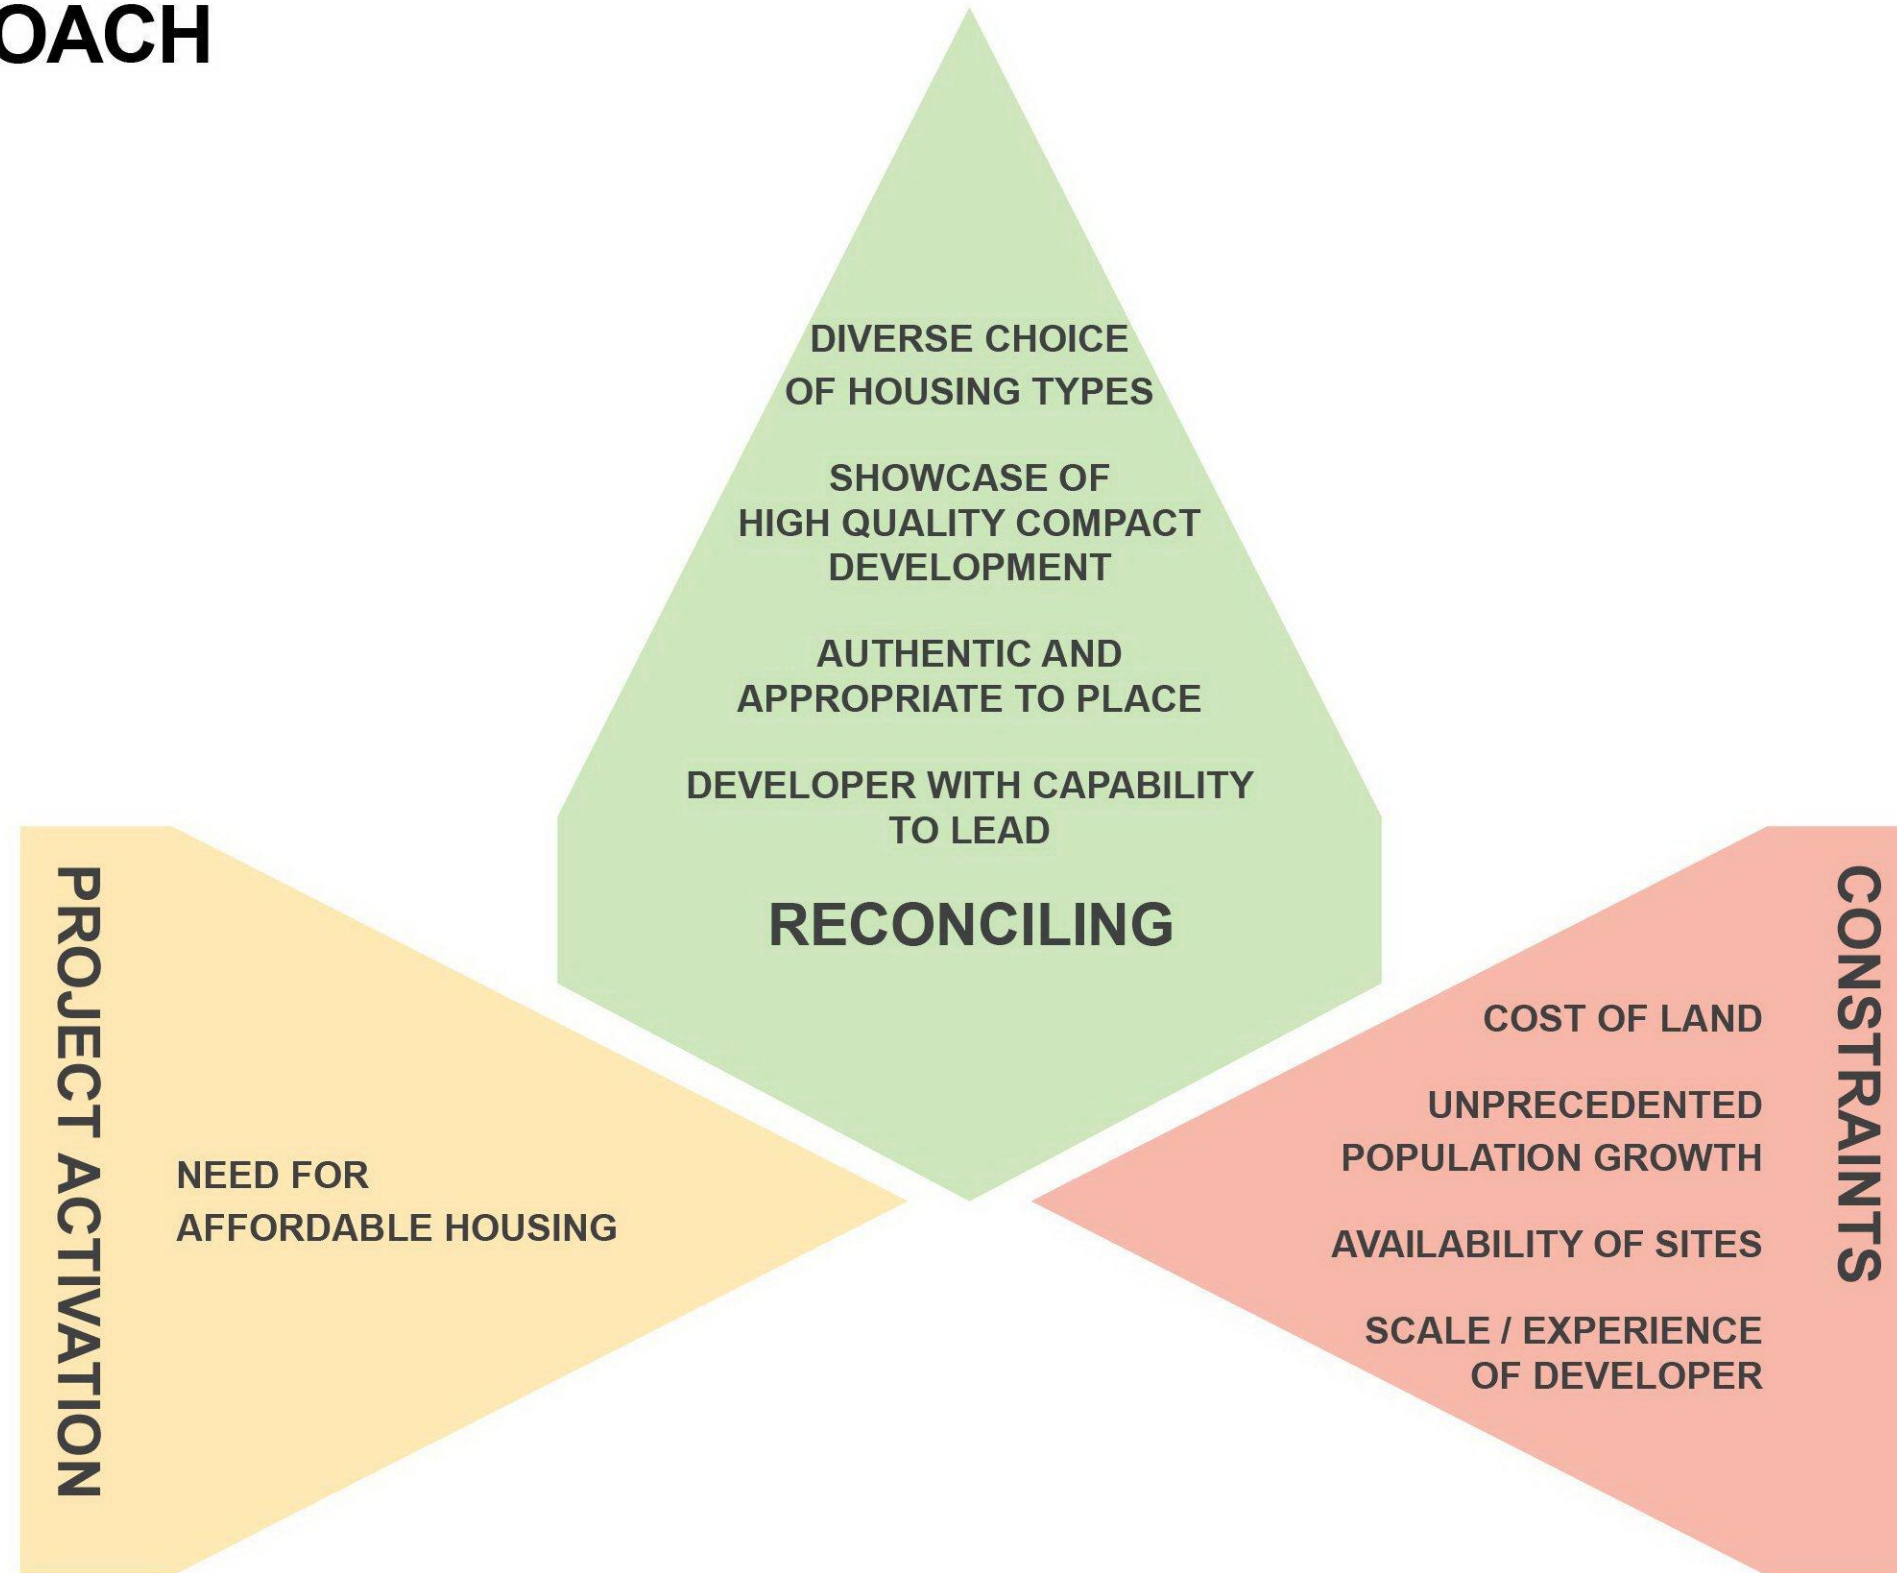 OACH
DIVERSE CHOICE
OF HOUSING TYPES
SHOWCASE OF
HIGH QUALITY COMPACT
DEVELOPMENT
AUTHENTIC AND
APPROPRIATE TO PLACE
DEVELOPER WITH CAPABILITY
TO LEAD
RECONCILING
PROJECT ACTIVATION
NEED FOR
AFFORDABLE HOUSING
CONSTRAINTS
COST OF LAND
UNPRECEDENTED
POPULATION GROWTH
AVAILABILITY OF SITES
SCALE / EXPERIENCE
OF DEVELOPER